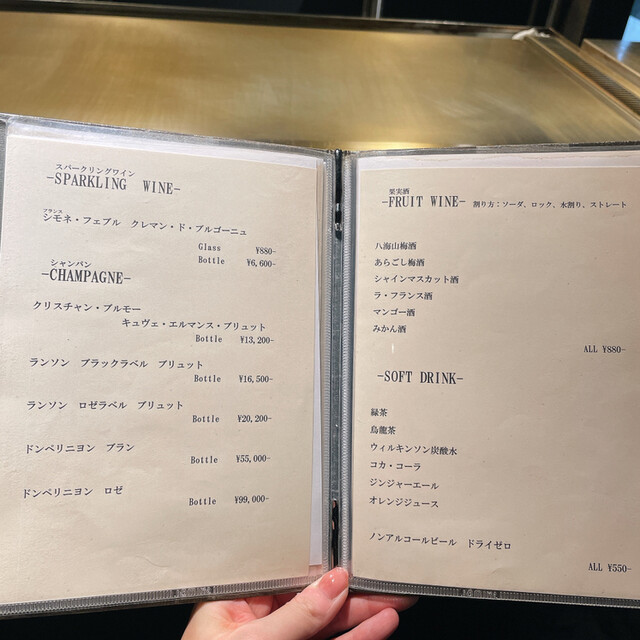 スパークリングワイン
-SPARKLING WINE-
フランス
シモネ・フェブル クレマン・ド・ブルゴーニュ
Glass ¥880-
Bottle ¥6,600-
シャンパン
-CHAMPAGNE-
クリスチャン・ブルモー
キュヴェ・エルマンス・ブリュット
Bottle ¥13,200-
ランソン ブラックラベル ブリュット
Bottle ¥16,500-
ランソン ロゼラベル ブリュット
Bottle ¥20,200-
ドンペリニヨン ブラン
Bottle ¥55,000-
ドンペリニヨン ロゼ
Bottle ¥99,000-
果実酒
-FRUIT WINE- 割り方：ソーダ、ロック、水割り、ストレート
八海山梅酒
あらごし梅酒
シャインマスカット酒
ラ・フランス酒
マンゴー酒
みかん酒
ALL ¥880-
-SOFT DRINK-
緑茶
烏龍茶
ウィルキンソン炭酸水
コカ・コーラ
ジンジャーエール
オレンジジュース
ノンアルコールビール ドライゼロ
ALL ¥550-